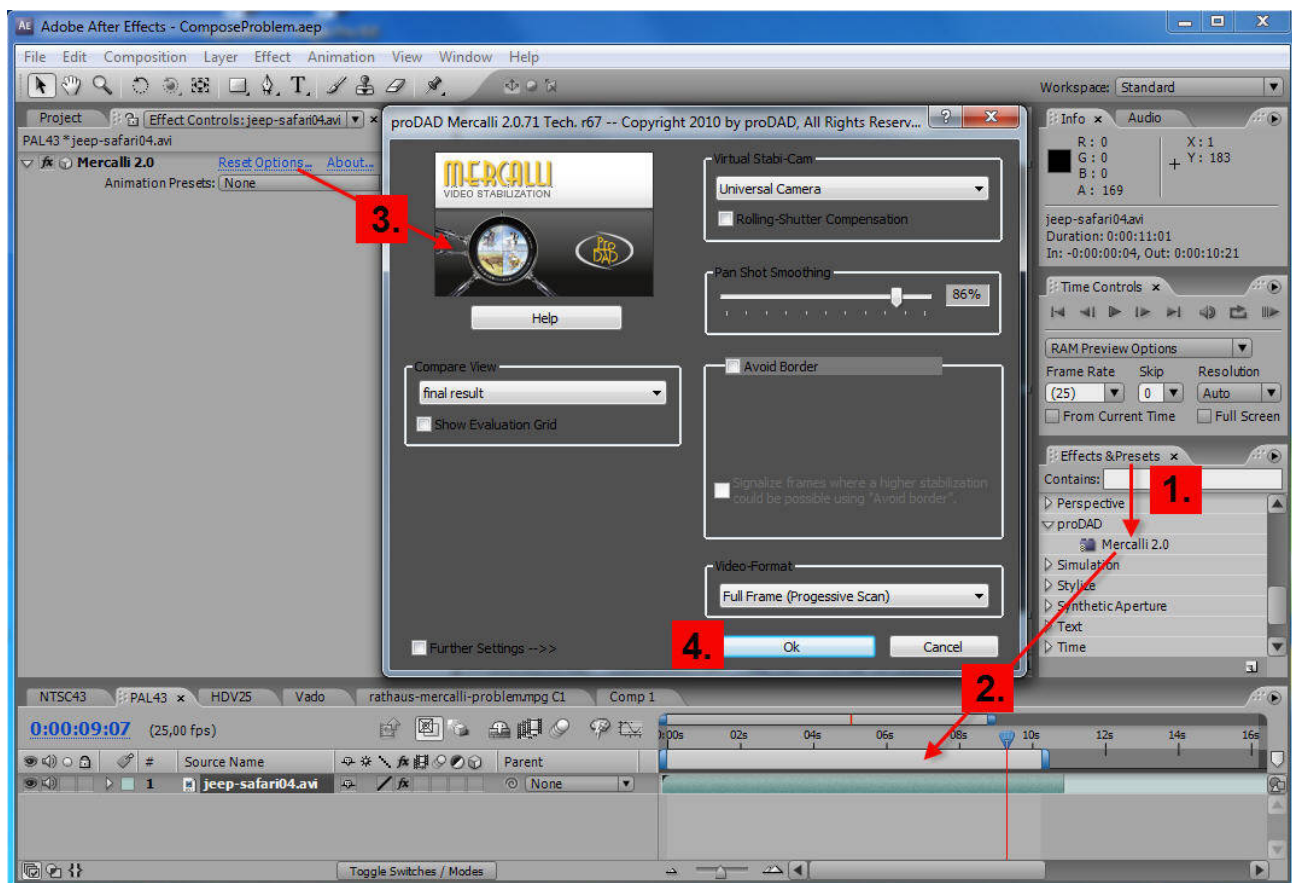 Adobe After Effects - ComposeProblem.aep
File Edit Composition Layer Effect Animation View Window Help
Workspace: Standard
Project
Effect Controls: jeep-safari04.avi
PAL43 * jeep-safari04.avi
fx Mercalli 2.0 Reset Options... About...
Animation Presets: None
3.
proDAD Mercalli 2.0.71 Tech. r67 -- Copyright 2010 by proDAD, All Rights Reserv...
MERCALLI
VIDEO STABILIZATION
PRO
DAD
Help
Compare View
final result
Show Evaluation Grid
Further Settings -->>
Virtual Stabi-Cam
Universal Camera
Rolling-Shutter Compensation
Pan Shot Smoothing
86%
Avoid Border
Signalize frames where a higher stabilization
could be possible using "Avoid border".
Video-Format
Full Frame (Progessive Scan)
4.
Ok
Cancel
Info Audio
R: 0
G: 0
B: 0
A: 169
X: 1
Y: 183
jeep-safari04.avi
Duration: 0:00:11:01
In: -0:00:00:04, Out: 0:00:10:21
Time Controls
RAM Preview Options
Frame Rate Skip Resolution
(25) 0 Auto
From Current Time Full Screen
Effects & Presets
Contains:
1.
Perspective
proDAD
Mercalli 2.0
Simulation
Stylize
Synthetic Aperture
Text
Time
2.
NTSC43 PAL43 HDV25 Vado rathaus-mercalli-problem.mpg C1 Comp 1
0:00:09:07 (25,00 fps)
):00s 02s 04s 06s 08s 10s 12s 14s 16s
# Source Name fx Parent
1 jeep-safari04.avi fx None
Toggle Switches / Modes